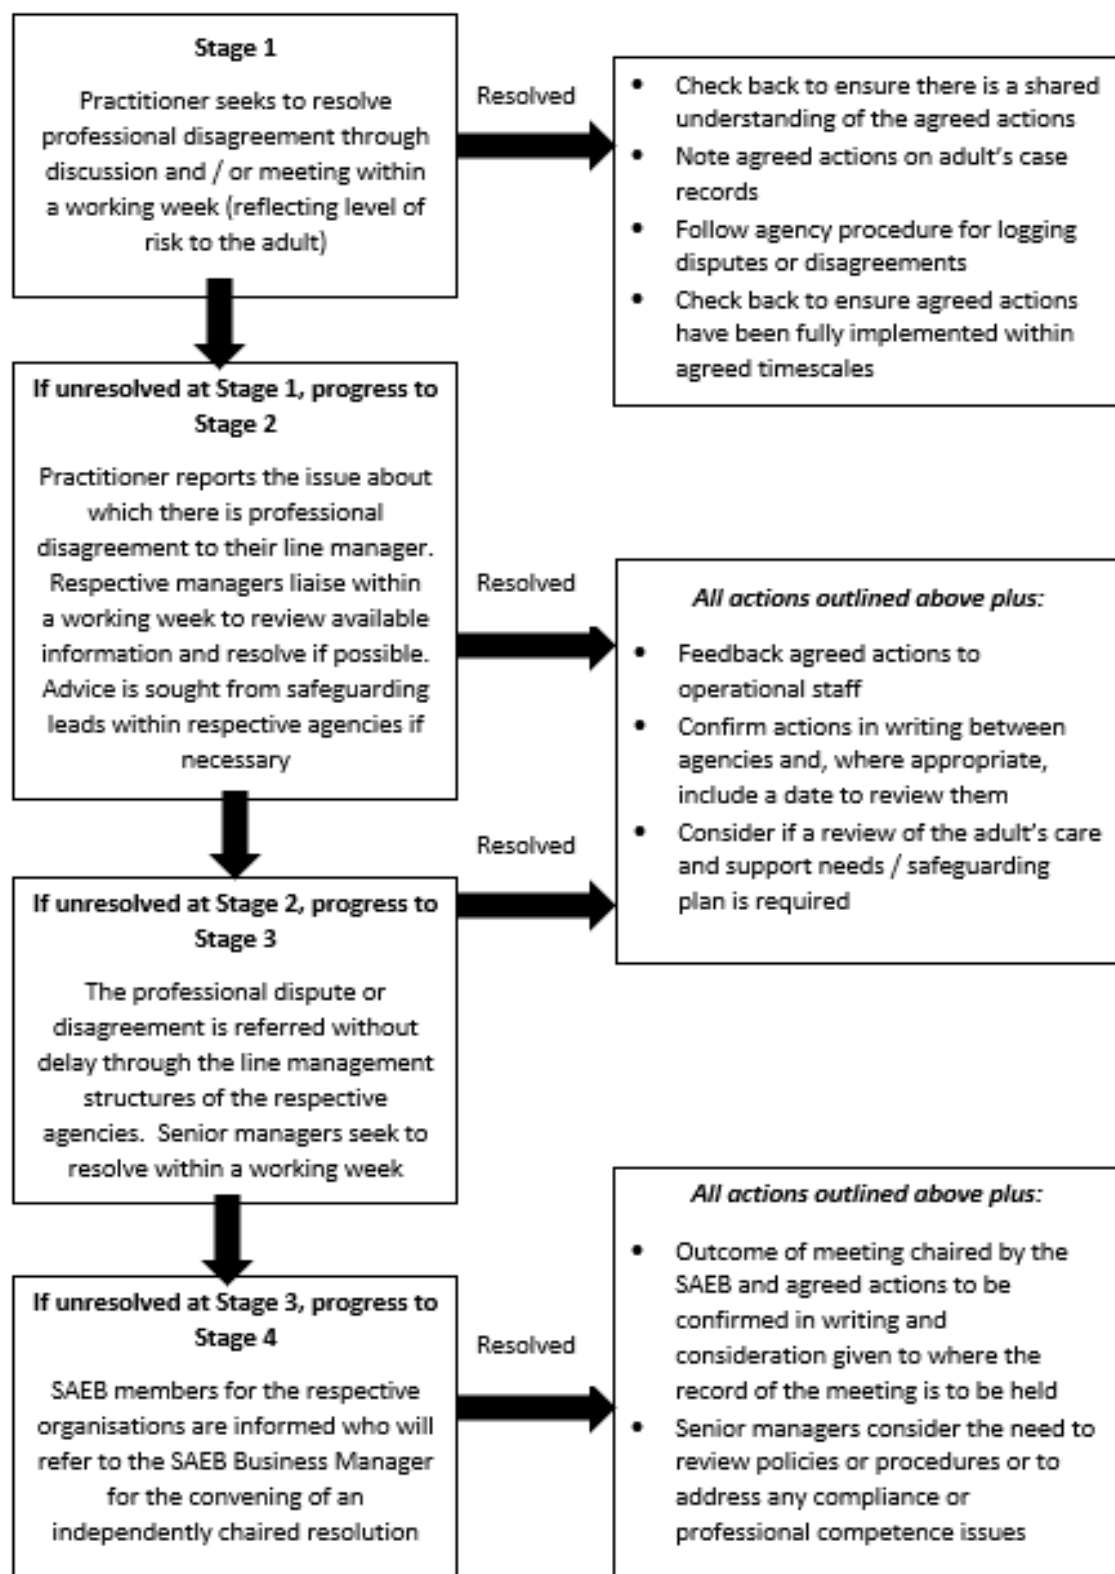 Stage 1
Practitioner seeks to resolve
professional disagreement through
discussion and / or meeting within
a working week (reflecting level of
risk to the adult)
Resolved
• Check back to ensure there is a shared
understanding of the agreed actions
• Note agreed actions on adult's case
records
• Follow agency procedure for logging
disputes or disagreements
• Check back to ensure agreed actions
have been fully implemented within
agreed timescales
If unresolved at Stage 1, progress to
Stage 2
Practitioner reports the issue about
which there is professional
disagreement to their line manager.
Respective managers liaise within
a working week to review available
information and resolve if possible.
Advice is sought from safeguarding
leads within respective agencies if
necessary
Resolved
All actions outlined above plus:
• Feedback agreed actions to
operational staff
• Confirm actions in writing between
agencies and, where appropriate,
include a date to review them
• Consider if a review of the adult's care
and support needs / safeguarding
plan is required
Resolved
If unresolved at Stage 2, progress to
Stage 3
The professional dispute or
disagreement is referred without
delay through the line management
structures of the respective
agencies.  Senior managers seek to
resolve within a working week
If unresolved at Stage 3, progress to
Stage 4
SAEB members for the respective
organisations are informed who will
refer to the SAEB Business Manager
for the convening of an
independently chaired resolution
Resolved
All actions outlined above plus:
• Outcome of meeting chaired by the
SAEB and agreed actions to be
confirmed in writing and
consideration given to where the
record of the meeting is to be held
• Senior managers consider the need to
review policies or procedures or to
address any compliance or
professional competence issues